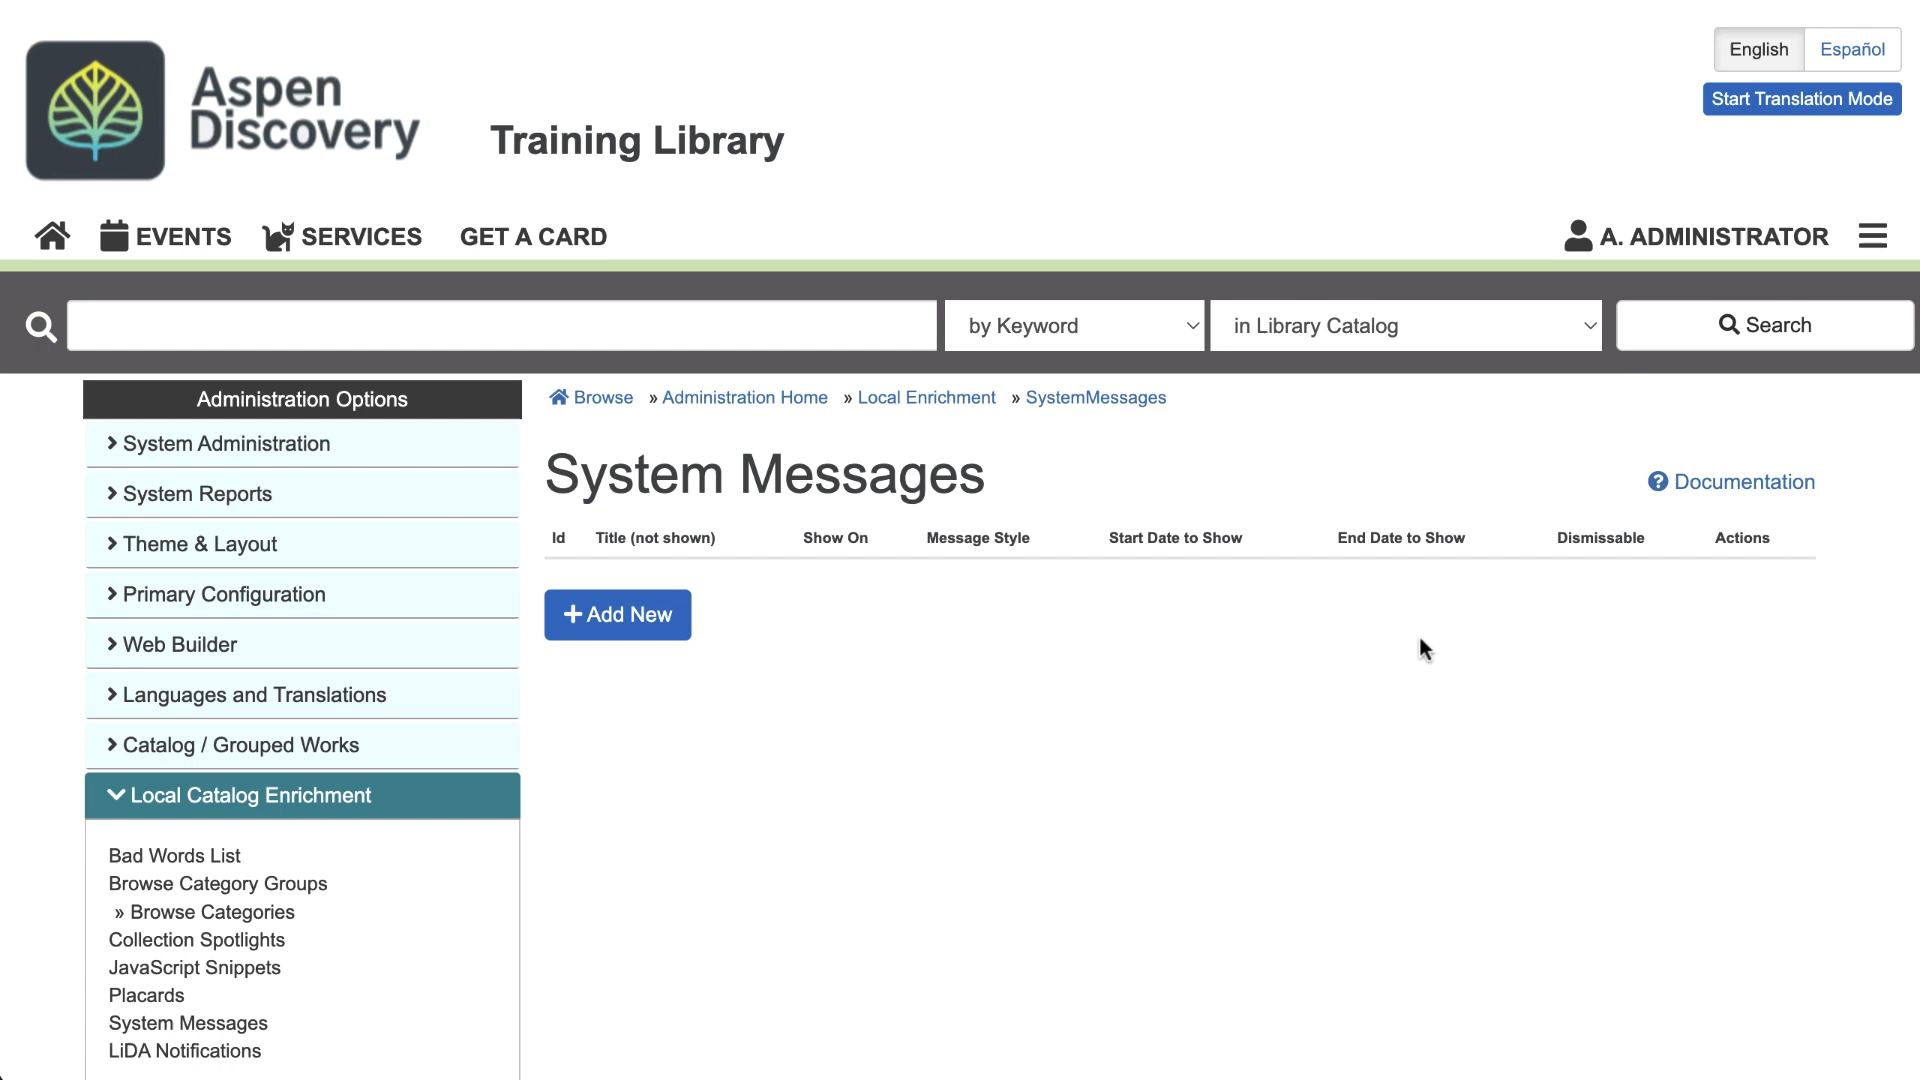 Aspen
Discovery
Training Library
English Español
Start Translation Mode
EVENTS SERVICES GET A CARD A. ADMINISTRATOR
by Keyword in Library Catalog Search
Administration Options
System Administration
System Reports
Theme & Layout
Primary Configuration
Web Builder
Languages and Translations
Catalog / Grouped Works
Local Catalog Enrichment
Bad Words List
Browse Category Groups
» Browse Categories
Collection Spotlights
JavaScript Snippets
Placards
System Messages
LiDA Notifications
Browse » Administration Home » Local Enrichment » SystemMessages
System Messages
Documentation
Id Title (not shown) Show On Message Style Start Date to Show End Date to Show Dismissable Actions
+ Add New